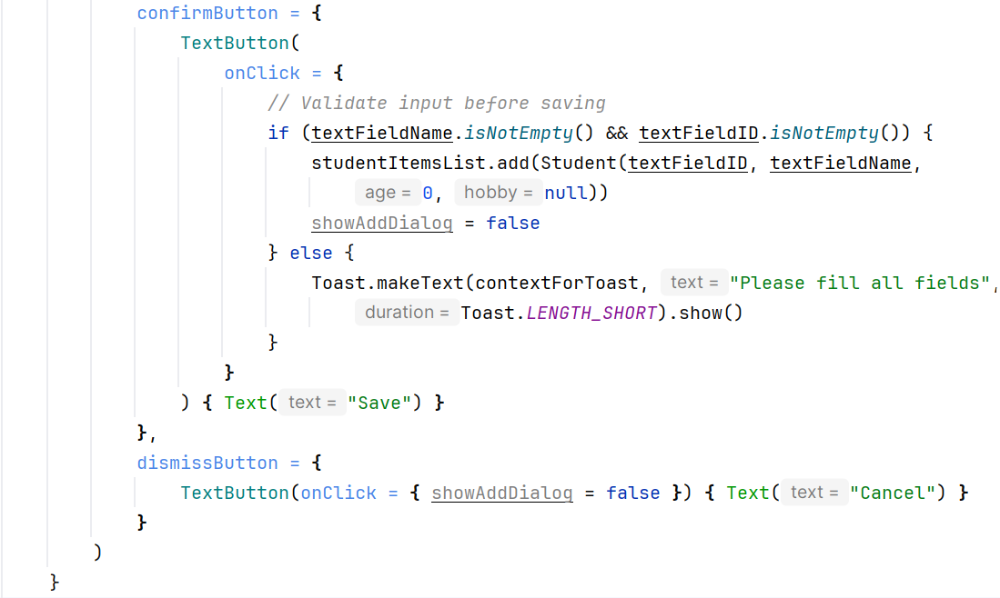 confirmButton = {
TextButton(
onClick = {
// Validate input before saving
if (textFieldName.isNotEmpty() && textFieldID.isNotEmpty()) {
studentItemsList.add(Student(textFieldID, textFieldName,
age = 0, hobby = null))
showAddDialog = false
} else {
Toast.makeText(contextForToast, text = "Please fill all fields",
duration = Toast.LENGTH_SHORT).show()
}
}
) { Text( text = "Save") }
},
dismissButton = {
TextButton(onClick = { showAddDialog = false }) { Text( text = "Cancel") }
}
)
}